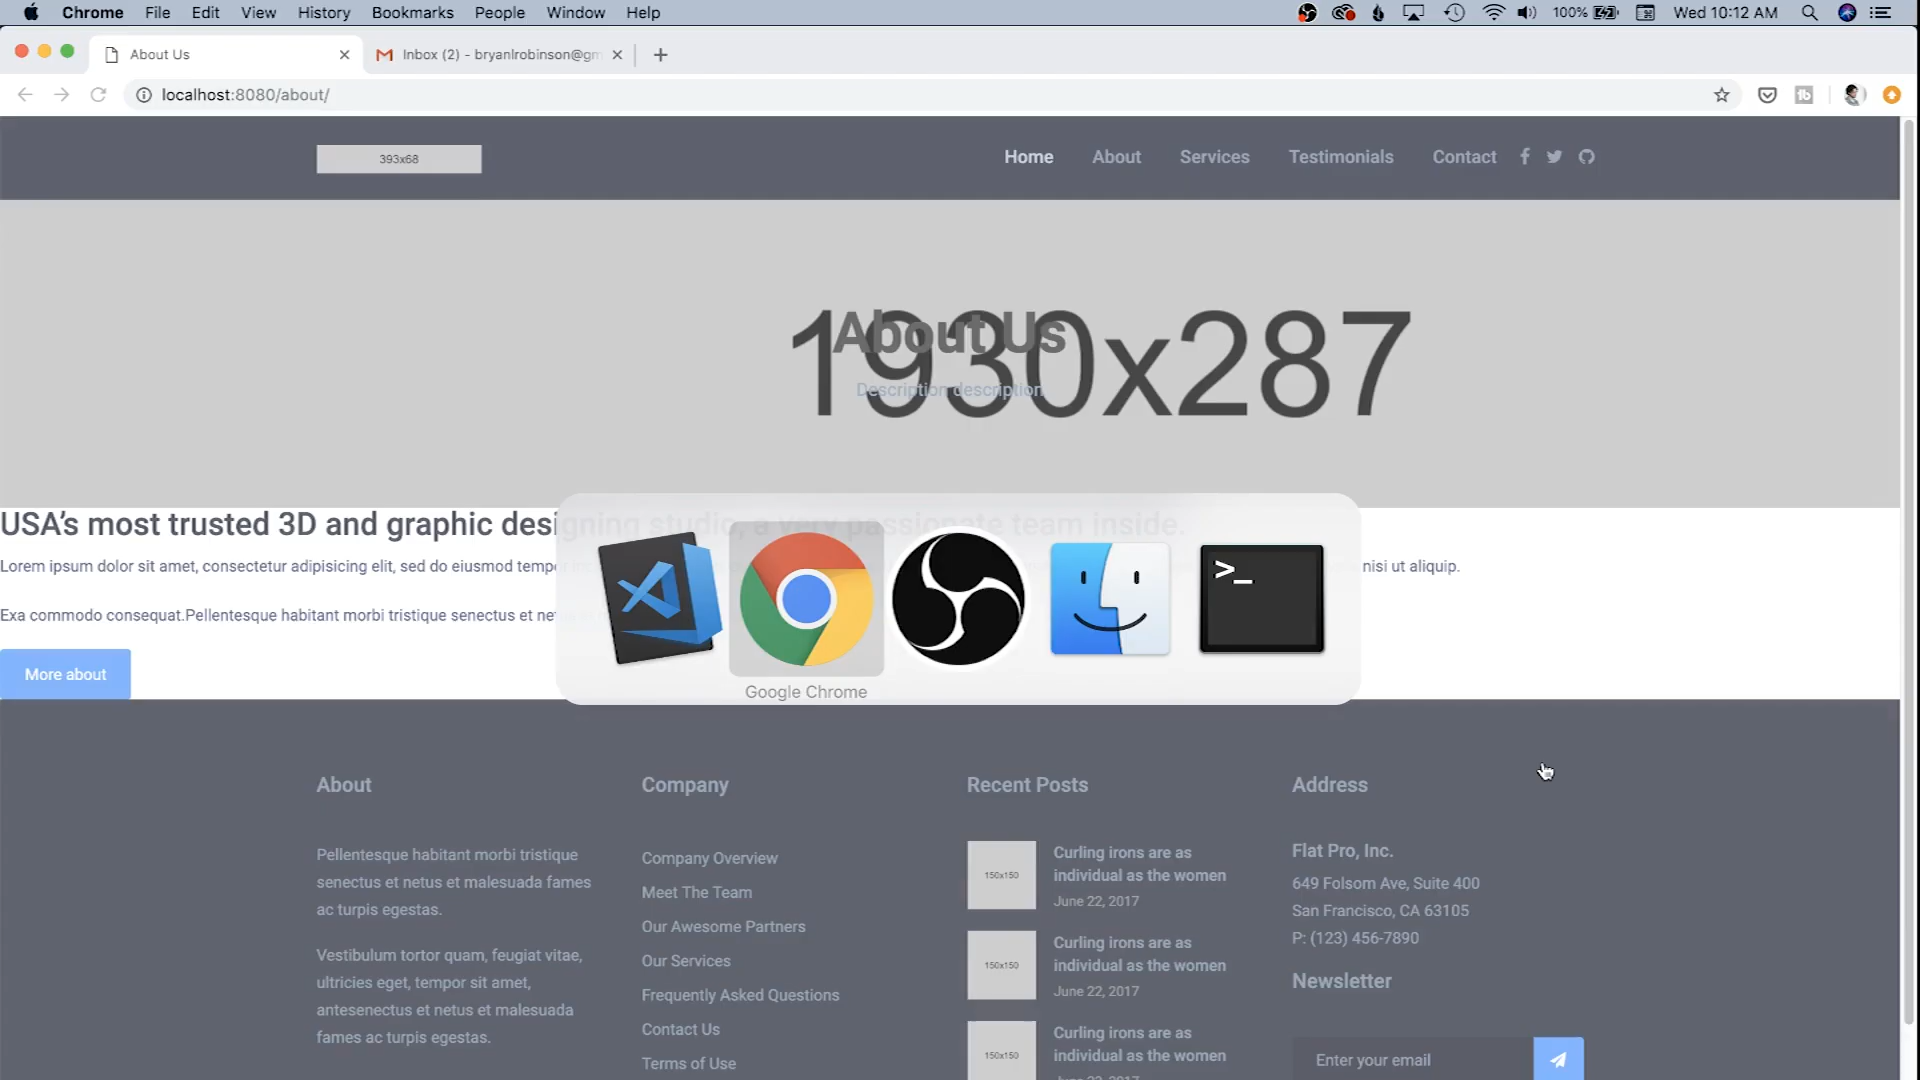 Chrome File Edit View History Bookmarks People Window Help 100% Wed 10:12 AM
About Us Inbox (2) - bryanlrobinson@gm
localhost:8080/about/
393x68 Home About Services Testimonials Contact
1930x287
About Us
Description description
USA's most trusted 3D and graphic designing studio, a very passionate team inside.
Lorem ipsum dolor sit amet, consectetur adipisicing elit, sed do eiusmod temp nisi ut aliquip.
Exa commodo consequat.Pellentesque habitant morbi tristique senectus et ne
More about
Google Chrome
About
Pellentesque habitant morbi tristique
senectus et netus et malesuada fames
ac turpis egestas.
Vestibulum tortor quam, feugiat vitae,
ultricies eget, tempor sit amet,
antesenectus et netus et malesuada
fames ac turpis egestas.
Company
Company Overview
Meet The Team
Our Awesome Partners
Our Services
Frequently Asked Questions
Contact Us
Terms of Use
Recent Posts
150x150
Curling irons are as
individual as the women
June 22, 2017
150x150
Curling irons are as
individual as the women
June 22, 2017
150x150
Curling irons are as
individual as the women
Address
Flat Pro, Inc.
649 Folsom Ave, Suite 400
San Francisco, CA 63105
P: (123) 456-7890
Newsletter
Enter your email